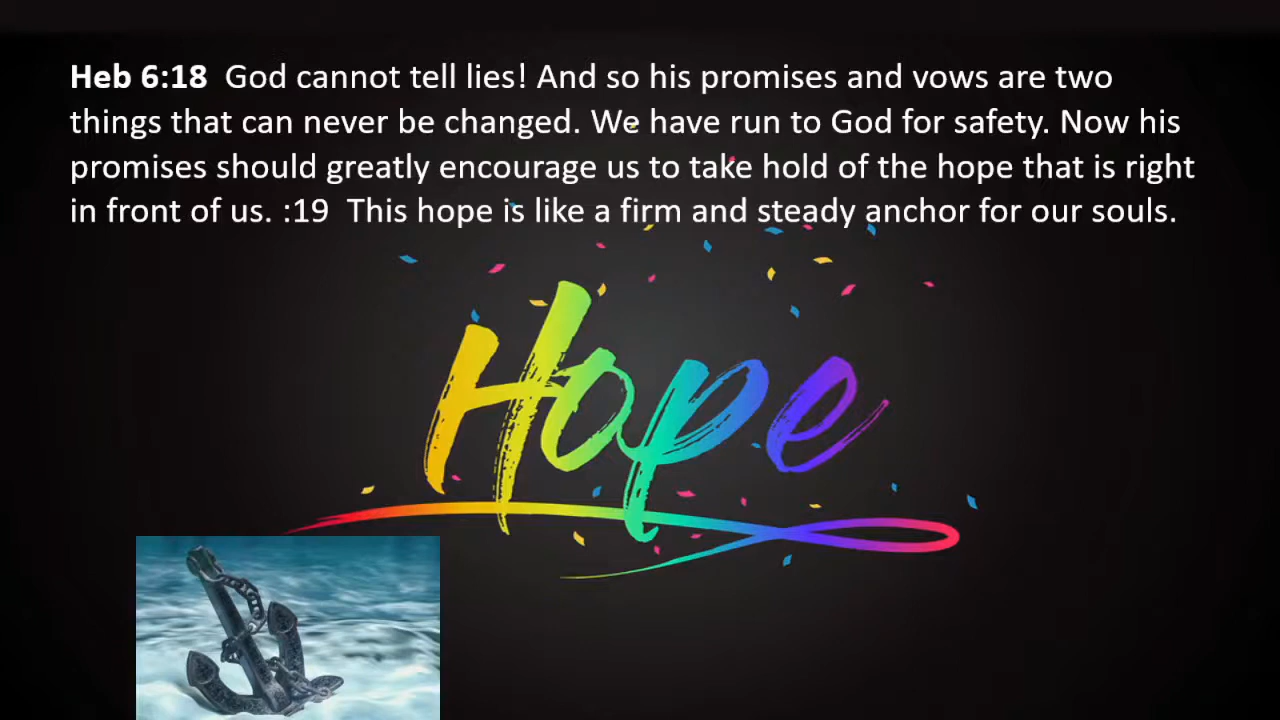 Heb 6:18  God cannot tell lies! And so his promises and vows are two
things that can never be changed. We have run to God for safety. Now his
promises should greatly encourage us to take hold of the hope that is right
in front of us. :19  This hope is like a firm and steady anchor for our souls.
Hope